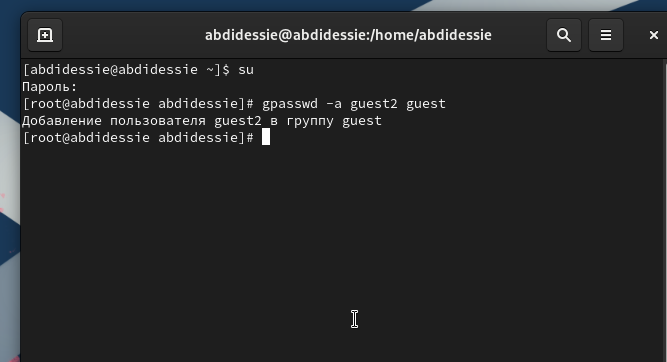 abdidessie@abdidessie:/home/abdidessie
[abdidessie@abdidessie ~]$ su
Пароль:
[root@abdidessie abdidessie]# gpasswd -a guest2 guest
Добавление пользователя guest2 в группу guest
[root@abdidessie abdidessie]#